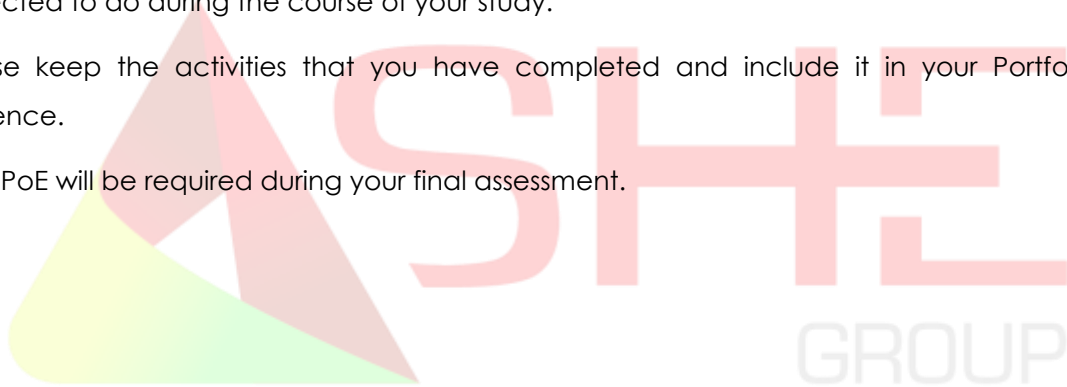 ected to do during the course of your study.
se keep the activities that you have completed and include it in your Portfo
ence.
PoE will be required during your final assessment.
ASHE
GROUP